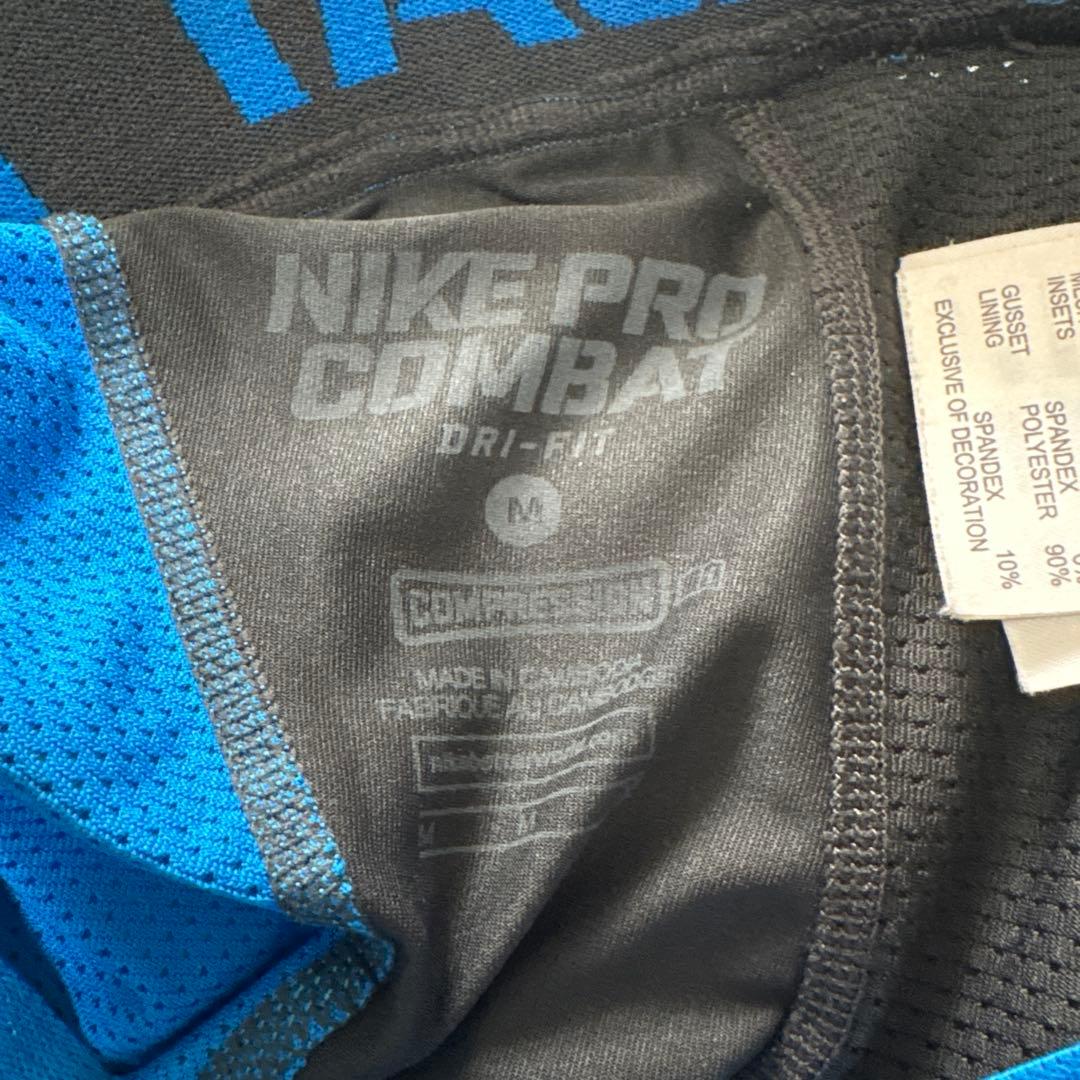 NIKE PRO
COMBAT
DRI-FIT
M
COMPRESSION
MADE IN CAMBODIA
FABRIQUÉ AU CAMBODGE
M
INSETS
SPANDEX
GUSSET
POLYESTER
90%
LINING
SPANDEX
10%
EXCLUSIVE OF DECORATION